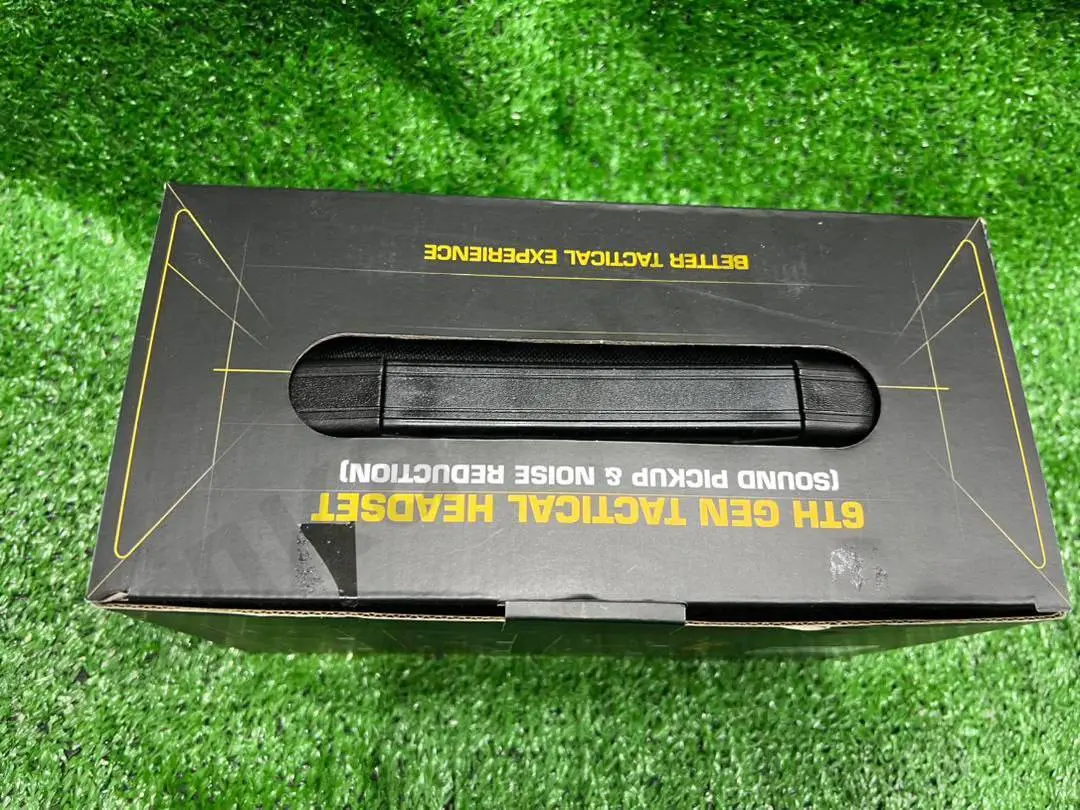 6TH GEN TACTICAL HEADSET
(SOUND PICKUP & NOISE REDUCTION)
BETTER TACTICAL EXPERIENCE